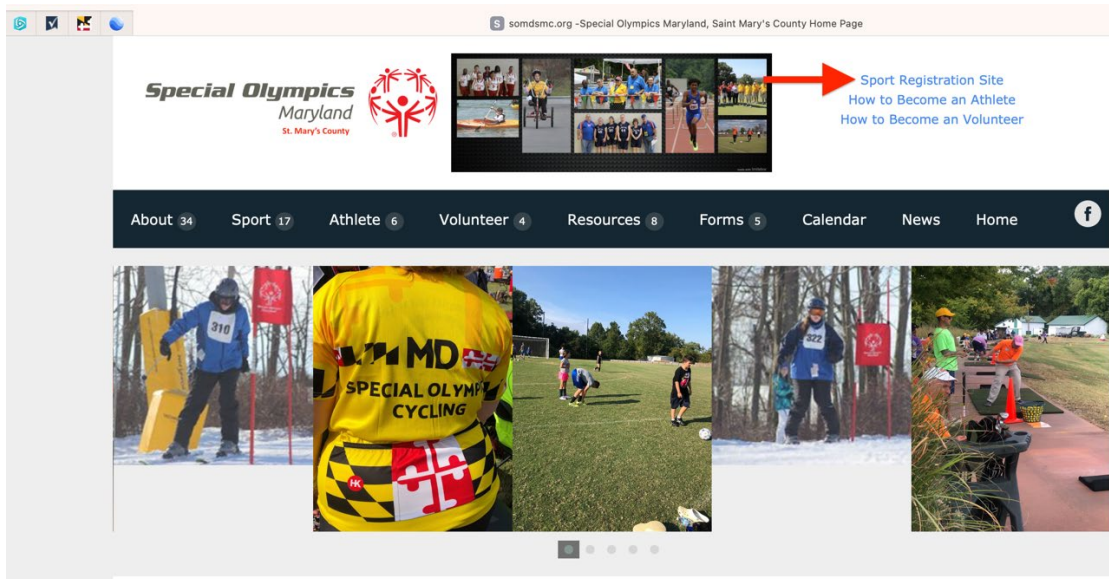 S somdsmc.org -Special Olympics Maryland, Saint Mary's County Home Page
Special Olympics
Maryland
St. Mary's County
Sport Registration Site
How to Become an Athlete
How to Become an Volunteer
About 34 Sport 17 Athlete 6 Volunteer 4 Resources 8 Forms 5 Calendar News Home f
310
MD
SPECIAL OLYMP
CYCLING
HK
322